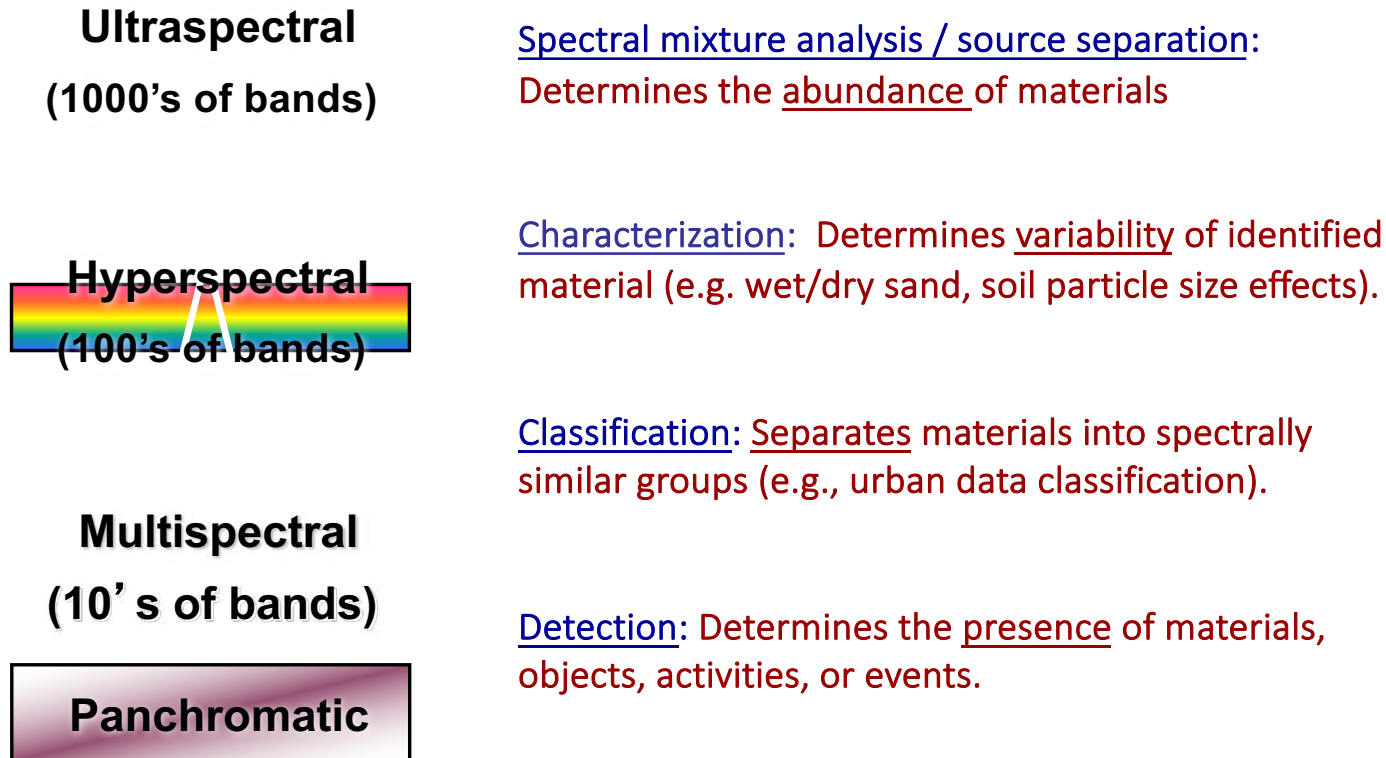 Ultraspectral
(1000’s of bands)
Hyperspectral
(100’s of bands)
Multispectral
(10’s of bands)
Panchromatic
Spectral mixture analysis / source separation:
Determines the abundance of materials
Characterization:  Determines variability of identified
material (e.g. wet/dry sand, soil particle size effects).
Classification: Separates materials into spectrally
similar groups (e.g., urban data classification).
Detection: Determines the presence of materials,
objects, activities, or events.